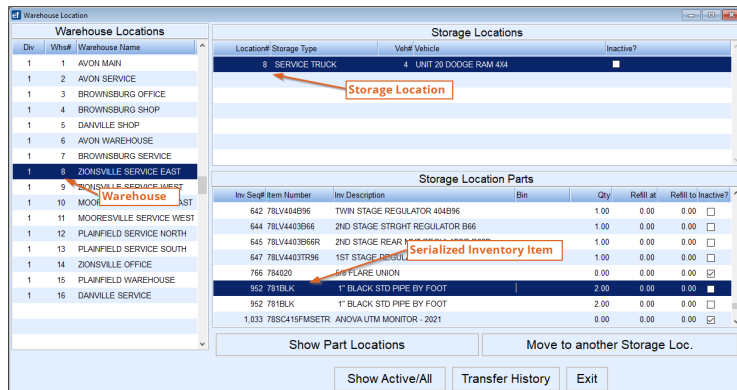 Warehouse Location
Warehouse Locations
Div Whs# Warehouse Name
1 1 AVON MAIN
1 2 AVON SERVICE
1 3 BROWNSBURG OFFICE
1 4 BROWNSBURG SHOP
1 5 DANVILLE SHOP
1 6 AVON WAREHOUSE
1 7 BROWNSBURG SERVICE
1 8 ZIONSVILLE SERVICE EAST
1 9 ZIONSVILLE SERVICE WEST
1 10 AST
1 11 MOORESVILLE SERVICE WEST
1 12 PLAINFIELD SERVICE NORTH
1 13 PLAINFIELD SERVICE SOUTH
1 14 ZIONSVILLE OFFICE
1 15 PLAINFIELD WAREHOUSE
1 16 DANVILLE SERVICE
Warehouse
Storage Locations
Location# Storage Type Veh# Vehicle Inactive?
8 SERVICE TRUCK 4 UNIT 20 DODGE RAM 4X4
Storage Location
Storage Location Parts
Inv Seq# Item Number Inv Description Bin Qty Refill at Refill to Inactive?
642 78LV404B96 TWIN STAGE REGULATOR 404B96 1.00 0.00 0.00
644 78LV4403B66 2ND STAGE STRGHT REGULATOR B66 1.00 0.00 0.00
645 78LV4403B66R 2ND STAGE REAR 1.00 0.00 0.00
647 78LV4403TR96 1ST STAGE 1.00 0.00 0.00
766 784020 FLARE UNION 0.00 0.00 0.00
952 781BLK 1" BLACK STD PIPE BY FOOT 2.00 0.00 0.00
952 781BLK 1" BLACK STD PIPE BY FOOT 2.00 0.00 0.00
1,033 78SC415FMSETR ANOVA UTM MONITOR - 2021 0.00 0.00 0.00
Serialized Inventory Item
Show Part Locations Move to another Storage Loc.
Show Active/All Transfer History Exit